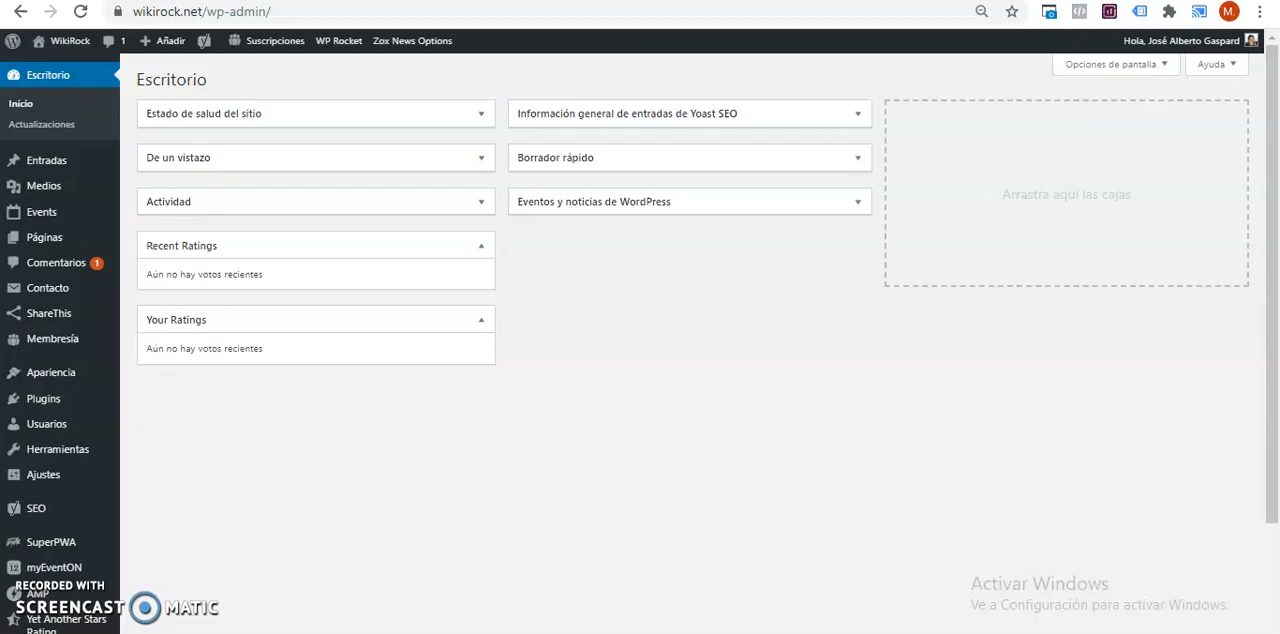 wikirock.net/wp-admin/
M.
WikiRock
1
Añadir
Suscripciones
WP Rocket
Zox News Options
Hola, José Alberto Gaspard
Escritorio
Inicio
Actualizaciones
Entradas
Medios
Events
Páginas
Comentarios 1
Contacto
ShareThis
Membresía
Apariencia
Plugins
Usuarios
Herramientas
Ajustes
SEO
SuperPWA
12 myEventON
AMP
Yet Another Stars
Rating
Escritorio
Opciones de pantalla
Ayuda
Estado de salud del sitio
De un vistazo
Actividad
Recent Ratings
Aún no hay votos recientes
Your Ratings
Aún no hay votos recientes
Información general de entradas de Yoast SEO
Borrador rápido
Eventos y noticias de WordPress
Arrastra aquí las cajas
RECORDED WITH
SCREENCAST MATIC
Activar Windows
Ve a Configuración para activar Windows.